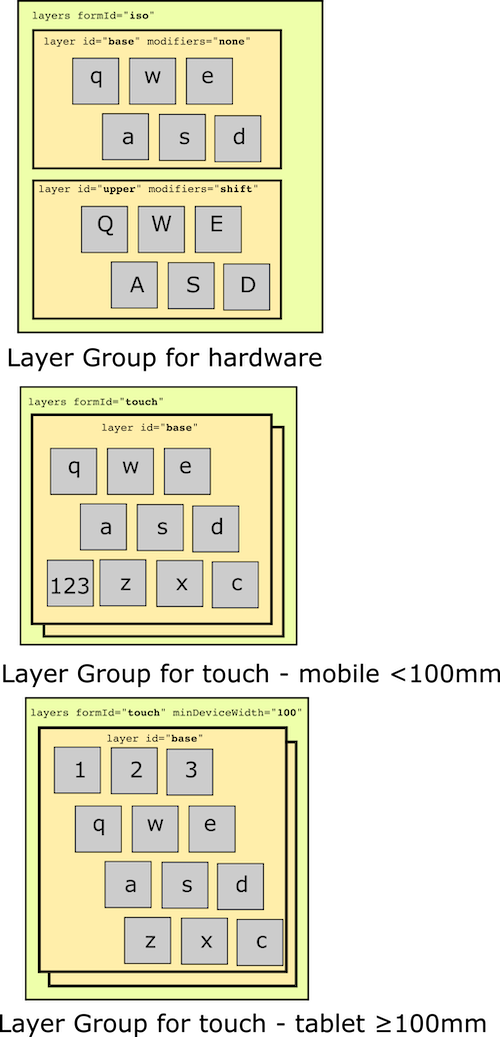 layers formId="iso"
layer id="base" modifiers="none"
q w e
a s d
layer id="upper" modifiers="shift"
Q W E
A S D
Layer Group for hardware
layers formId="touch"
layer id="base"
q w e
a s d
123 z x c
Layer Group for touch - mobile <100mm
layers formId="touch" minDeviceWidth="100"
layer id="base"
1 2 3
q w e
a s d
z x c
Layer Group for touch - tablet ≥100mm